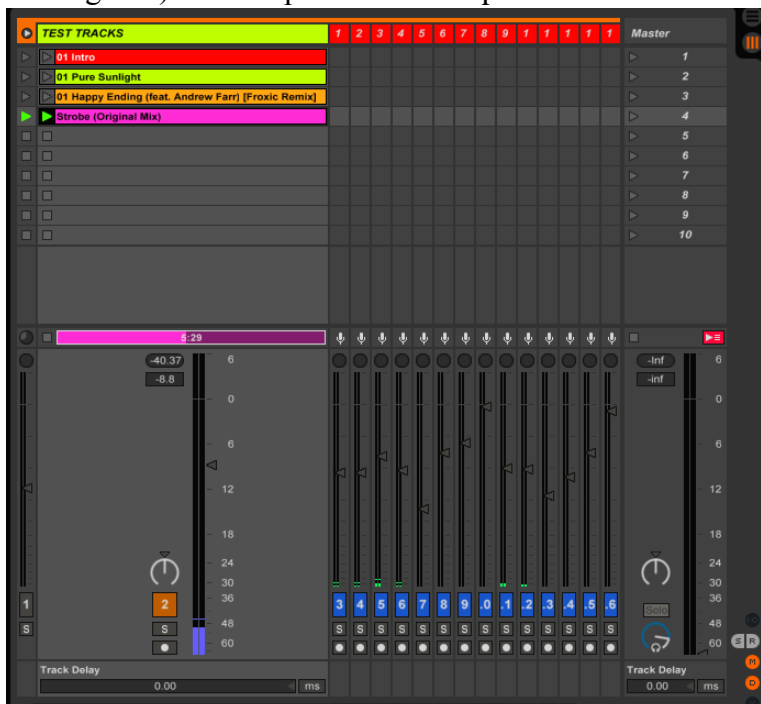 TEST TRACKS 1 2 3 4 5 6 7 8 9 1 1 1 1 1 Master
01 Intro 1
01 Pure Sunlight 2
01 Happy Ending (feat. Andrew Farr) [Froxic Remix] 3
Strobe (Original Mix) 4
5
6
7
8
9
10
5:29
-40.37 6 -Inf 6
-8.8 0 -inf 0
6 6
12 12
18 18
24 24
30 30
1 2 36 3 4 5 6 7 8 9 .0 .1 .2 .3 .4 .5 .6 Solo 36
S S 48 S S S S S S S S S S S S S S 48
60 60
S R
M
Track Delay Track Delay
D
0.00 ms 0.00 ms